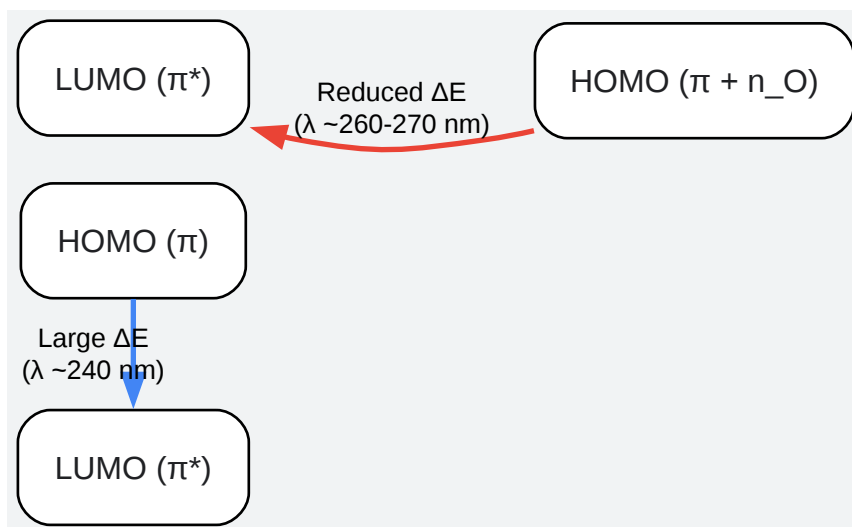 LUMO (π*)
Reduced ΔE
(λ ~260-270 nm)
HOMO (π + n_O)
HOMO (π)
Large ΔE
(λ ~240 nm)
LUMO (π*)